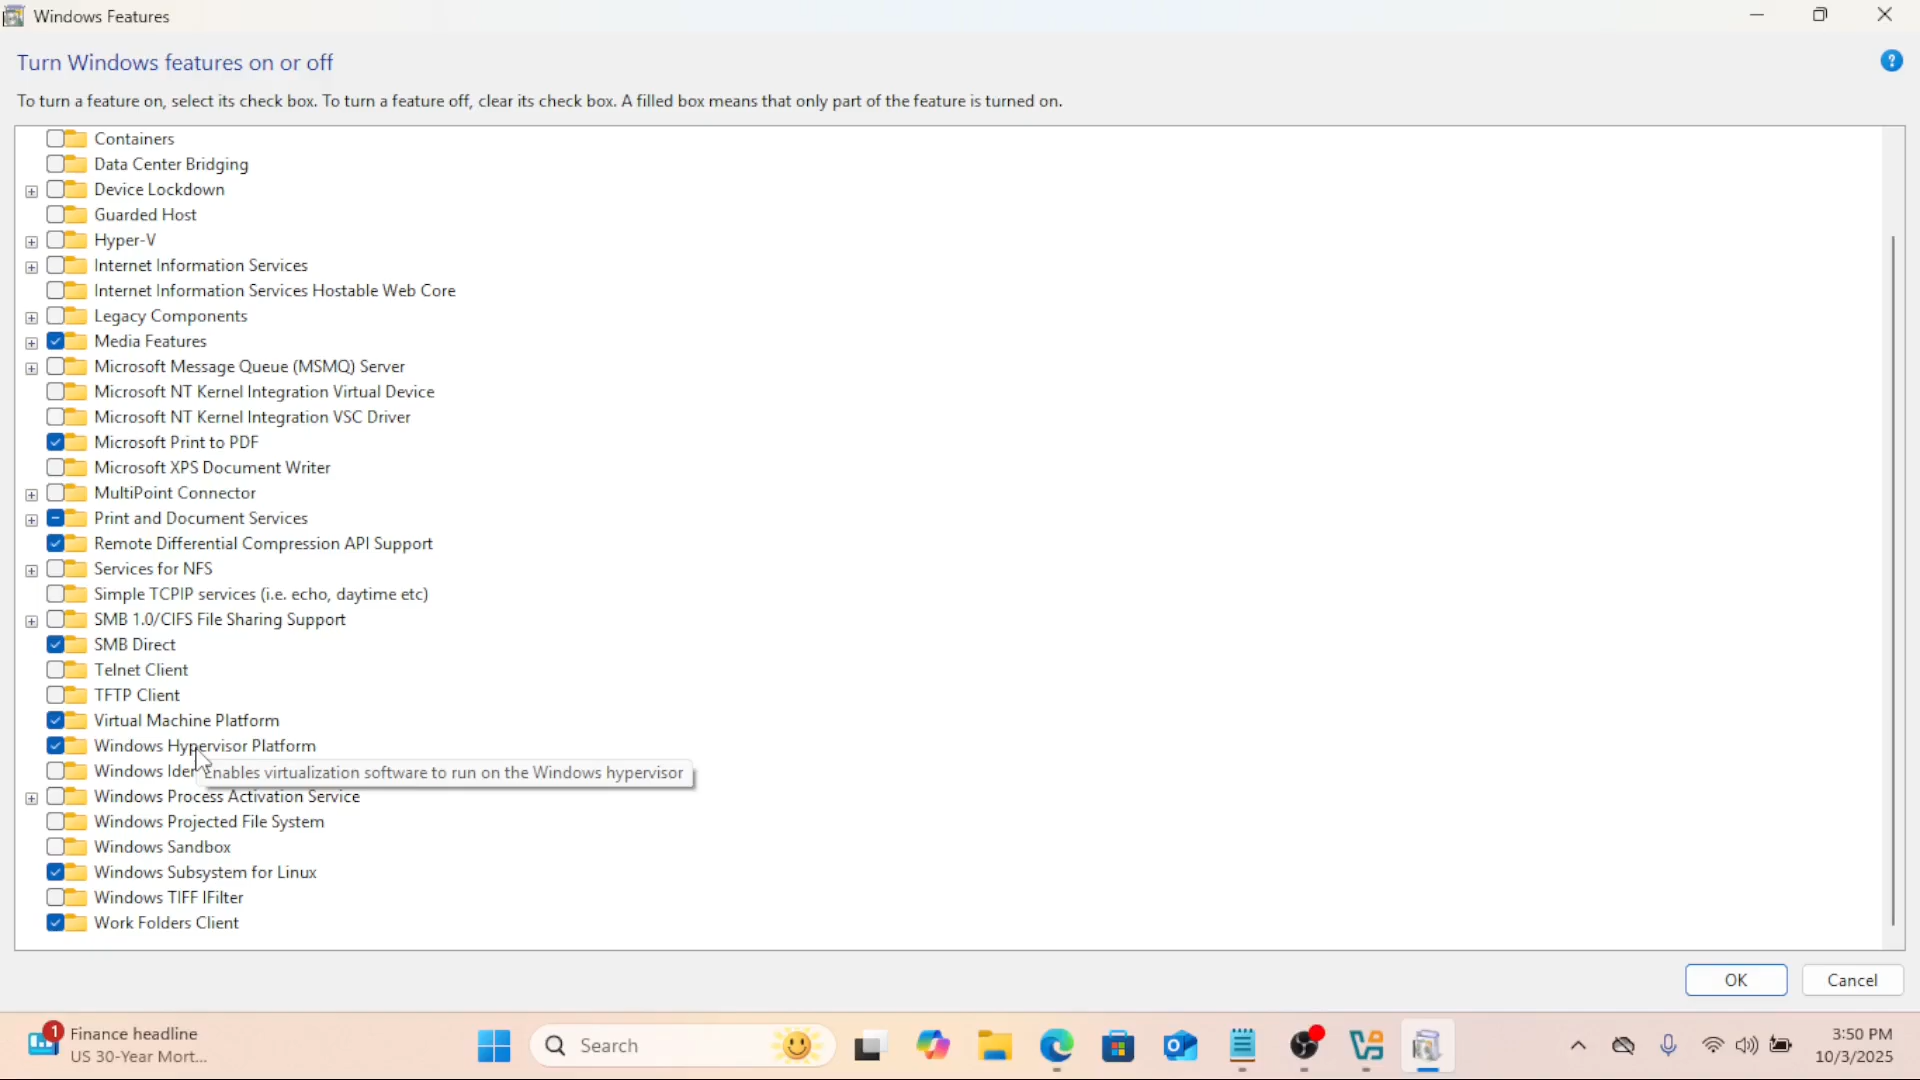 Windows Features
Turn Windows features on or off
?
To turn a feature on, select its check box. To turn a feature off, clear its check box. A filled box means that only part of the feature is turned on.
Containers
Data Center Bridging
Device Lockdown
Guarded Host
Hyper-V
Internet Information Services
Internet Information Services Hostable Web Core
Legacy Components
Media Features
Microsoft Message Queue (MSMQ) Server
Microsoft NT Kernel Integration Virtual Device
Microsoft NT Kernel Integration VSC Driver
Microsoft Print to PDF
Microsoft XPS Document Writer
MultiPoint Connector
Print and Document Services
Remote Differential Compression API Support
Services for NFS
Simple TCPIP services (i.e. echo, daytime etc)
SMB 1.0/CIFS File Sharing Support
SMB Direct
Telnet Client
TFTP Client
Virtual Machine Platform
Windows Hypervisor Platform
Windows
Enables virtualization software to run on the Windows hypervisor
Windows Process Activation Service
Windows Projected File System
Windows Sandbox
Windows Subsystem for Linux
Windows TIFF IFilter
Work Folders Client
OK
Cancel
1
Finance headline
US 30-Year Mort...
Search
3:50 PM
10/3/2025